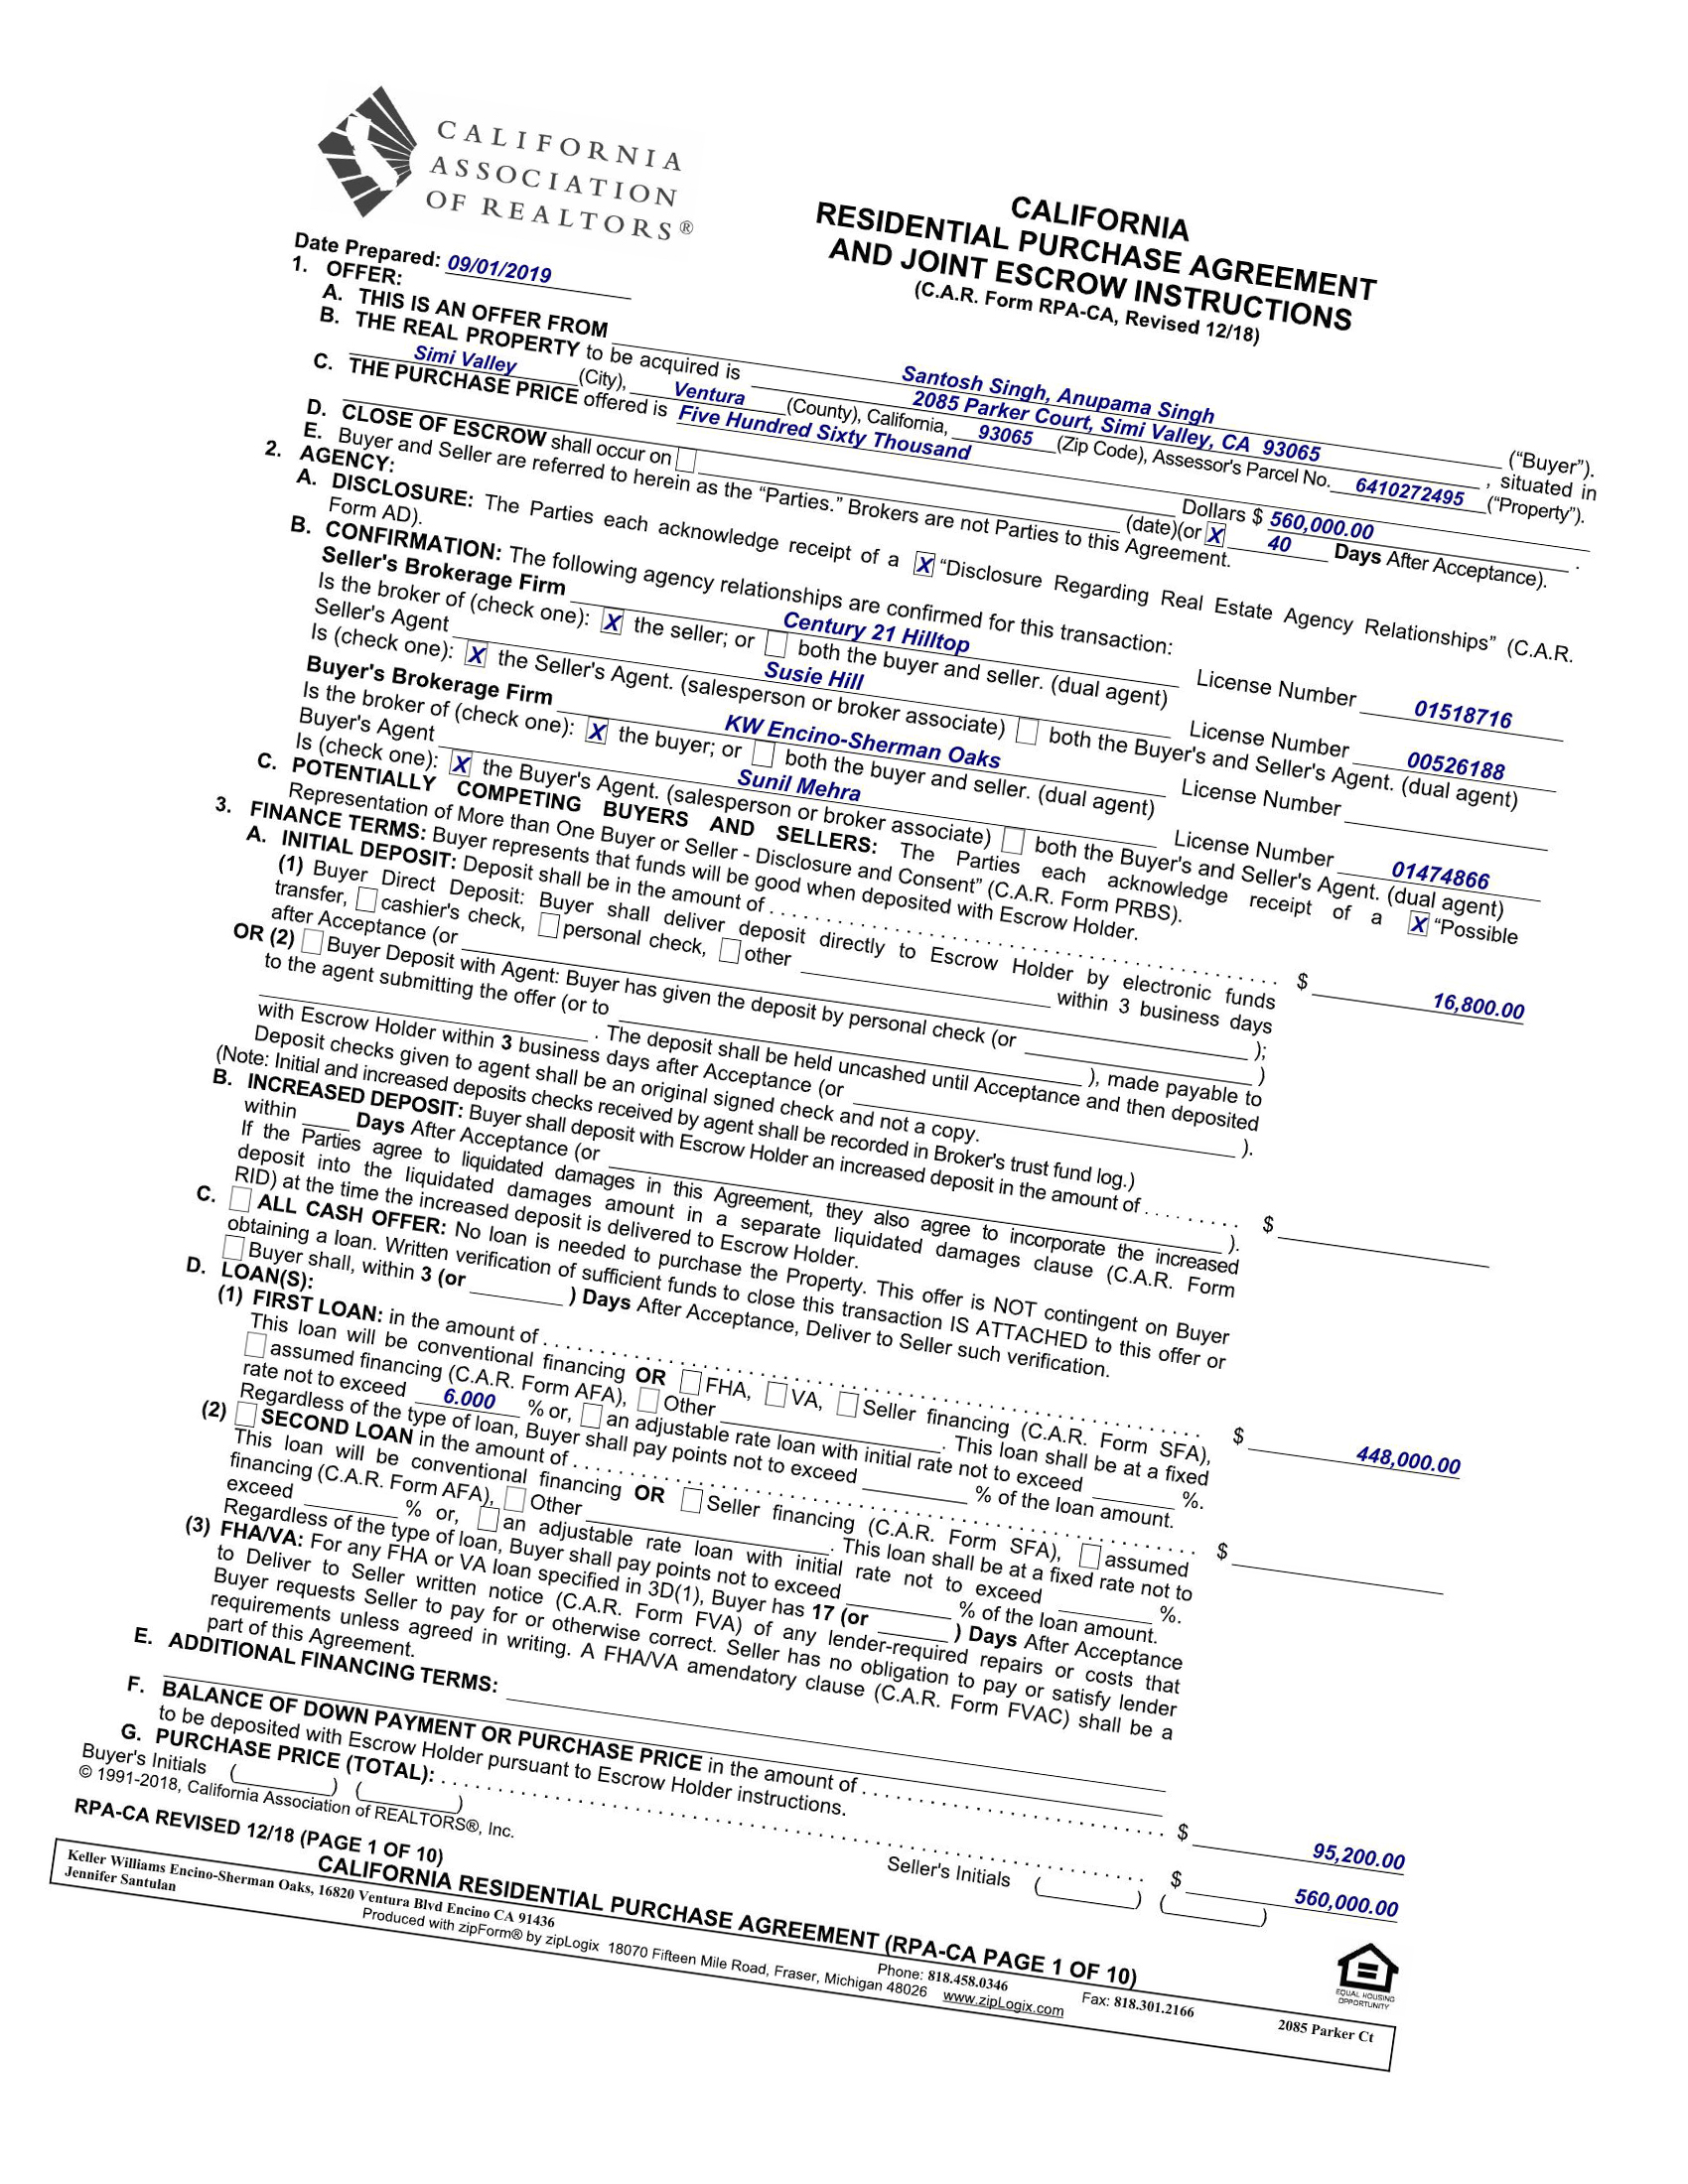 CALIFORNIA
ASSOCIATION
OF REALTORS®
CALIFORNIA
RESIDENTIAL PURCHASE AGREEMENT
AND JOINT ESCROW INSTRUCTIONS
(C.A.R. Form RPA-CA, Revised 12/18)
Date Prepared: 09/01/2019
1. OFFER:
A. THIS IS AN OFFER FROM Santosh Singh, Anupama Singh ("Buyer").
B. THE REAL PROPERTY to be acquired is 2085 Parker Court, Simi Valley, CA 93065 , situated in
Simi Valley (City), Ventura (County), California, 93065 (Zip Code), Assessor's Parcel No. 6410272495 ("Property").
C. THE PURCHASE PRICE offered is Five Hundred Sixty Thousand
Dollars $ 560,000.00 .
D. CLOSE OF ESCROW shall occur on (date)(or X 40 Days After Acceptance).
E. Buyer and Seller are referred to herein as the “Parties.” Brokers are not Parties to this Agreement.
2. AGENCY:
A. DISCLOSURE: The Parties each acknowledge receipt of a X “Disclosure Regarding Real Estate Agency Relationships” (C.A.R.
Form AD).
B. CONFIRMATION: The following agency relationships are confirmed for this transaction:
Seller's Brokerage Firm Century 21 Hilltop License Number 01518716
Is the broker of (check one): X the seller; or both the buyer and seller. (dual agent)
Seller's Agent Susie Hill License Number 00526188
Is (check one): X the Seller's Agent. (salesperson or broker associate) both the Buyer's and Seller's Agent. (dual agent)
Buyer's Brokerage Firm KW Encino-Sherman Oaks License Number
Is the broker of (check one): X the buyer; or both the buyer and seller. (dual agent)
Buyer's Agent Sunil Mehra License Number 01474866
Is (check one): X the Buyer's Agent. (salesperson or broker associate) both the Buyer's and Seller's Agent. (dual agent)
C. POTENTIALLY COMPETING BUYERS AND SELLERS: The Parties each acknowledge receipt of a X “Possible
Representation of More than One Buyer or Seller - Disclosure and Consent” (C.A.R. Form PRBS).
3. FINANCE TERMS: Buyer represents that funds will be good when deposited with Escrow Holder.
A. INITIAL DEPOSIT: Deposit shall be in the amount of . . . . . . . . . . $ 16,800.00
(1) Buyer Direct Deposit: Buyer shall deliver deposit directly to Escrow Holder by electronic funds
transfer, cashier's check, personal check, other within 3 business days
after Acceptance (or );
OR (2) Buyer Deposit with Agent: Buyer has given the deposit by personal check (or )
to the agent submitting the offer (or to ), made payable to
. The deposit shall be held uncashed until Acceptance and then deposited
with Escrow Holder within 3 business days after Acceptance (or ).
Deposit checks given to agent shall be an original signed check and not a copy.
(Note: Initial and increased deposits checks received by agent shall be recorded in Broker's trust fund log.)
B. INCREASED DEPOSIT: Buyer shall deposit with Escrow Holder an increased deposit in the amount of . . . . . . . . $
within Days After Acceptance (or ).
If the Parties agree to liquidated damages in this Agreement, they also agree to incorporate the increased
deposit into the liquidated damages amount in a separate liquidated damages clause (C.A.R. Form
RID) at the time the increased deposit is delivered to Escrow Holder.
C. ALL CASH OFFER: No loan is needed to purchase the Property. This offer is NOT contingent on Buyer
obtaining a loan. Written verification of sufficient funds to close this transaction IS ATTACHED to this offer or
Buyer shall, within 3 (or ) Days After Acceptance, Deliver to Seller such verification.
D. LOAN(S):
(1) FIRST LOAN: in the amount of . . . . . . . . . . $ 448,000.00
This loan will be conventional financing OR FHA, VA, Seller financing (C.A.R. Form SFA),
assumed financing (C.A.R. Form AFA), Other . This loan shall be at a fixed
rate not to exceed 6.000 % or, an adjustable rate loan with initial rate not to exceed %.
Regardless of the type of loan, Buyer shall pay points not to exceed % of the loan amount.
(2) SECOND LOAN in the amount of . . . . . . . . . . $
This loan will be conventional financing OR Seller financing (C.A.R. Form SFA), assumed
financing (C.A.R. Form AFA), Other . This loan shall be at a fixed rate not to
exceed % or, an adjustable rate loan with initial rate not to exceed %.
Regardless of the type of loan, Buyer shall pay points not to exceed % of the loan amount.
(3) FHA/VA: For any FHA or VA loan specified in 3D(1), Buyer has 17 (or ) Days After Acceptance
to Deliver to Seller written notice (C.A.R. Form FVA) of any lender-required repairs or costs that
Buyer requests Seller to pay for or otherwise correct. Seller has no obligation to pay or satisfy lender
requirements unless agreed in writing. A FHA/VA amendatory clause (C.A.R. Form FVAC) shall be a
part of this Agreement.
E. ADDITIONAL FINANCING TERMS:
F. BALANCE OF DOWN PAYMENT OR PURCHASE PRICE in the amount of . . . . . . . . . . $ 95,200.00
to be deposited with Escrow Holder pursuant to Escrow Holder instructions.
G. PURCHASE PRICE (TOTAL): . . . . . . . . . . $ 560,000.00
Buyer's Initials ( ) ( ) Seller's Initials ( ) ( )
© 1991-2018, California Association of REALTORS®, Inc.
RPA-CA REVISED 12/18 (PAGE 1 OF 10)
CALIFORNIA RESIDENTIAL PURCHASE AGREEMENT (RPA-CA PAGE 1 OF 10)
EQUAL HOUSING
OPPORTUNITY
Keller Williams Encino-Sherman Oaks, 16820 Ventura Blvd Encino CA 91436 Phone: 818.458.0346 Fax: 818.301.2166 2085 Parker Ct
Jennifer Santulan
Produced with zipForm® by zipLogix 18070 Fifteen Mile Road, Fraser, Michigan 48026 www.zipLogix.com